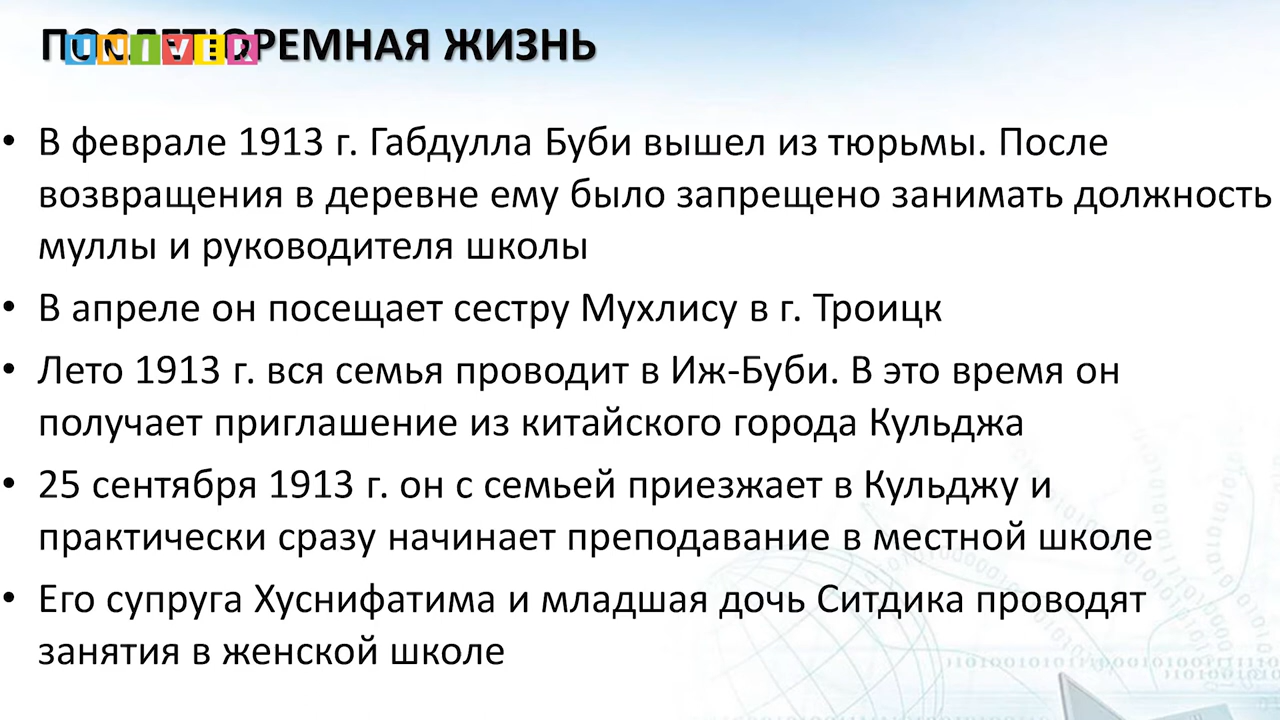 ПОСЛЕТЮРЕМНАЯ ЖИЗНЬ
UNIVER
• В феврале 1913 г. Габдулла Буби вышел из тюрьмы. После
возвращения в деревне ему было запрещено занимать должность
муллы и руководителя школы
• В апреле он посещает сестру Мухлису в г. Троицк
• Лето 1913 г. вся семья проводит в Иж-Буби. В это время он
получает приглашение из китайского города Кульджа
• 25 сентября 1913 г. он с семьей приезжает в Кульджу и
практически сразу начинает преподавание в местной школе
• Его супруга Хуснифатима и младшая дочь Ситдика проводят
занятия в женской школе